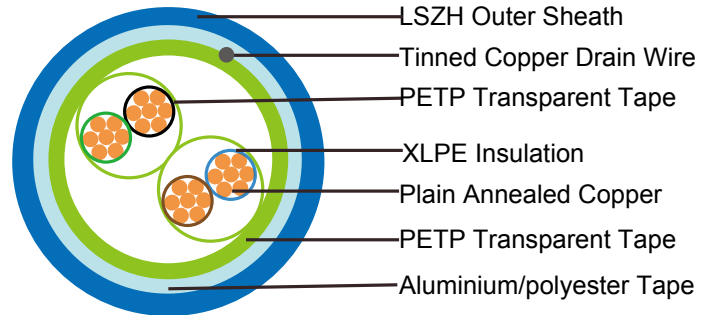 LSZH Outer Sheath
Tinned Copper Drain Wire
PETP Transparent Tape
XLPE Insulation
Plain Annealed Copper
PETP Transparent Tape
Aluminium/polyester Tape